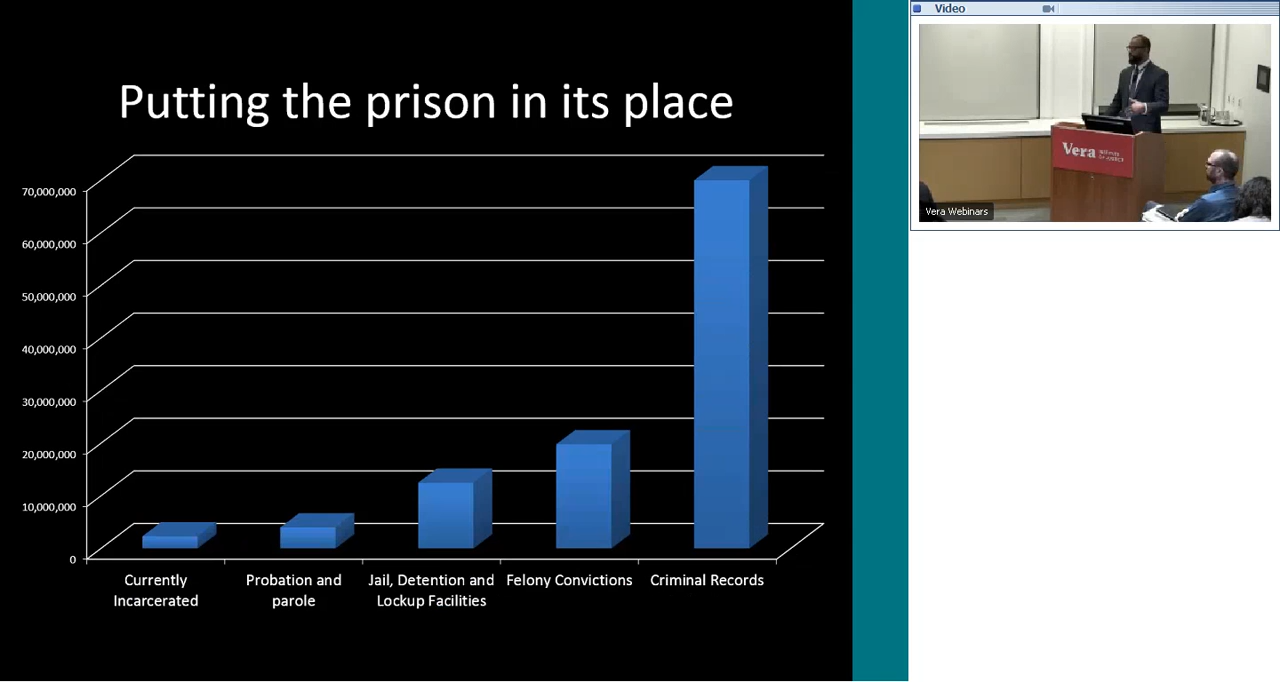 Putting the prison in its place
70,000,000
60,000,000
50,000,000
40,000,000
30,000,000
20,000,000
10,000,000
0
Currently
Incarcerated
Probation and
parole
Jail, Detention and
Lockup Facilities
Felony Convictions
Criminal Records
Video
Vera
Vera Webinars